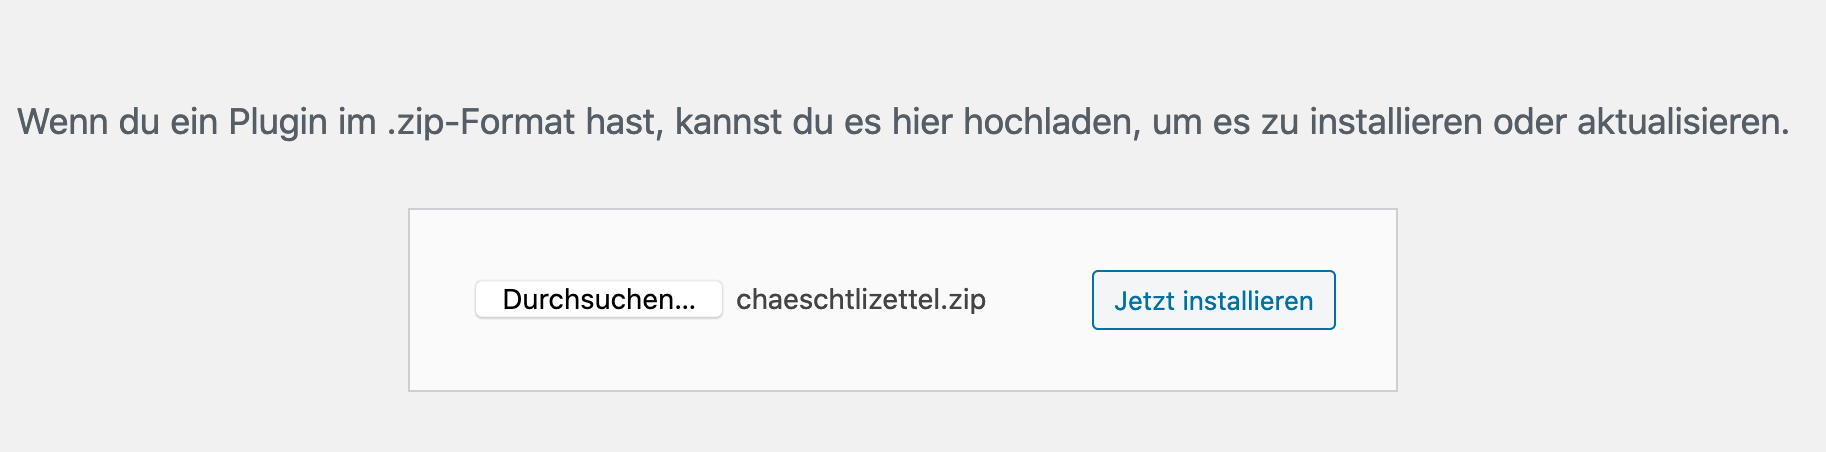 Wenn du ein Plugin im .zip-Format hast, kannst du es hier hochladen, um es zu installieren oder aktualisieren.
Durchsuchen... chaeschtlizettel.zip Jetzt installieren